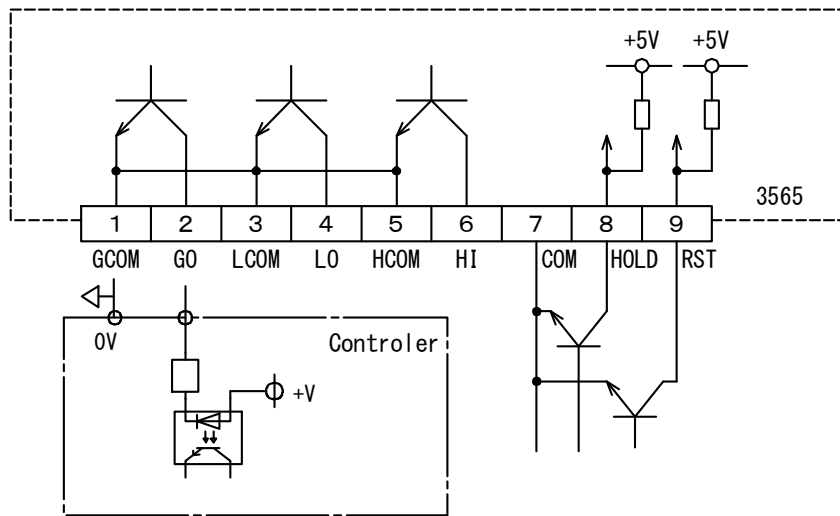 +5V +5V
3565
1 2 3 4 5 6 7 8 9
GCOM GO LCOM LO HCOM HI COM HOLD RST
0V
Controler
+V